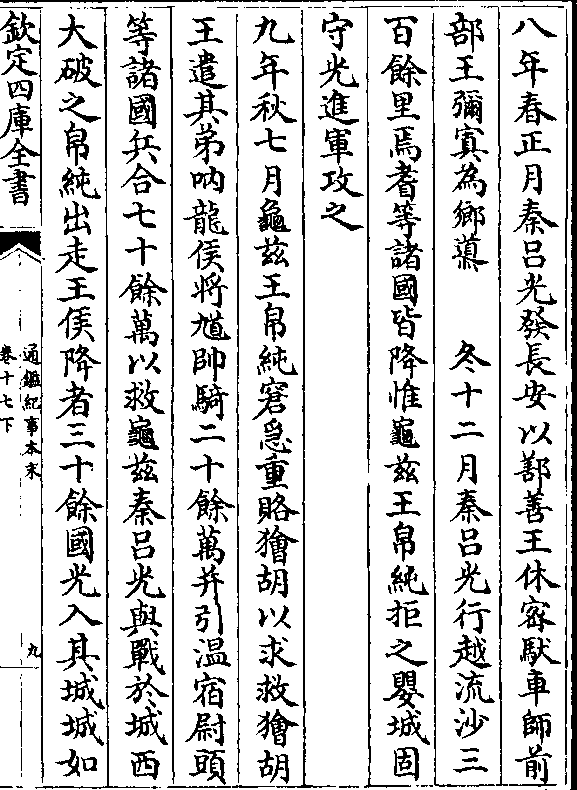 八年春正月秦吕光發長安以鄯善王休密馱車師前
部王彌窴為鄉導　冬十二月秦吕光行越流沙三
百餘里焉耆等諸國皆降惟龜兹王帛純拒之嬰城固
守光進軍攻之
九年秋七月龜兹王帛純窘急重賂獪胡以求救獪胡
王遣其弟呐龍侯將馗帥騎二十餘萬并引温宿尉頭
等諸國兵合七十餘萬以救龜兹秦吕光與戰於城西
大破之帛純出走王侯降者三十餘國光入其城城如
欽定四庫全書
通鑑紀事本末
卷十七下
九